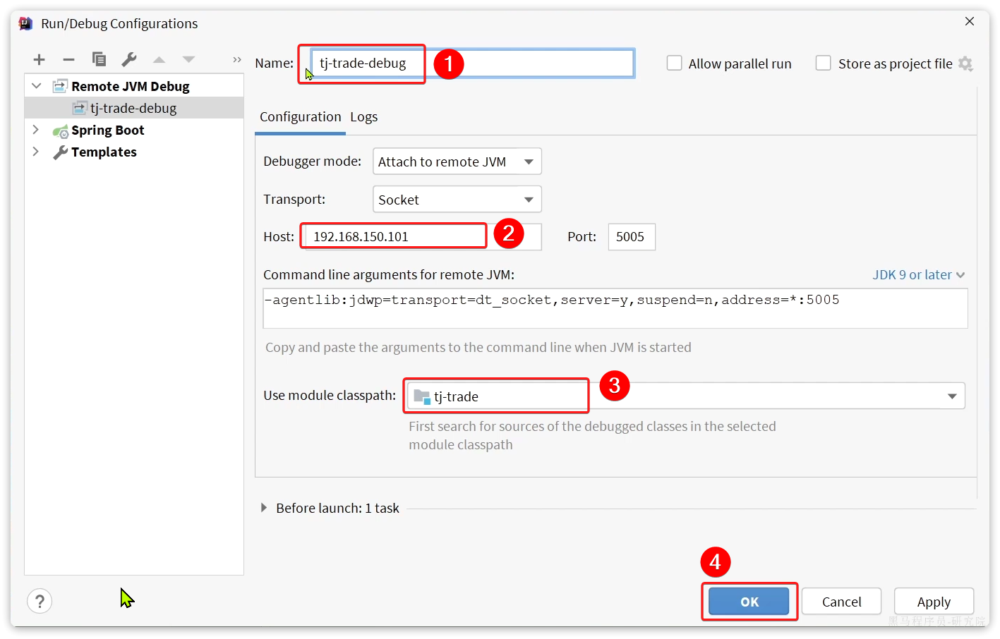 Run/Debug Configurations
Name: tj-trade-debug 1
Allow parallel run
Store as project file
Remote JVM Debug
tj-trade-debug
Spring Boot
Templates
Configuration Logs
Debugger mode: Attach to remote JVM
Transport: Socket
Host: 192.168.150.101 2 Port: 5005
Command line arguments for remote JVM: JDK 9 or later
-agentlib:jdwp=transport=dt_socket,server=y,suspend=n,address=*:5005
Copy and paste the arguments to the command line when JVM is started
Use module classpath: tj-trade 3
First search for sources of the debugged classes in the selected
module classpath
Before launch: 1 task
4
? OK Cancel Apply
黑马程序员-研究院